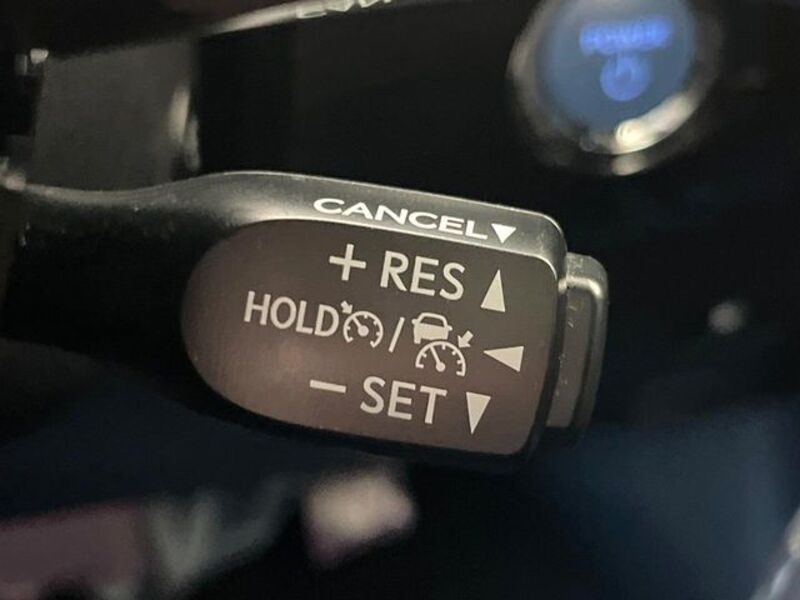 POWER
CANCEL▼
+ RES ▲
HOLD / ◀
− SET ▼